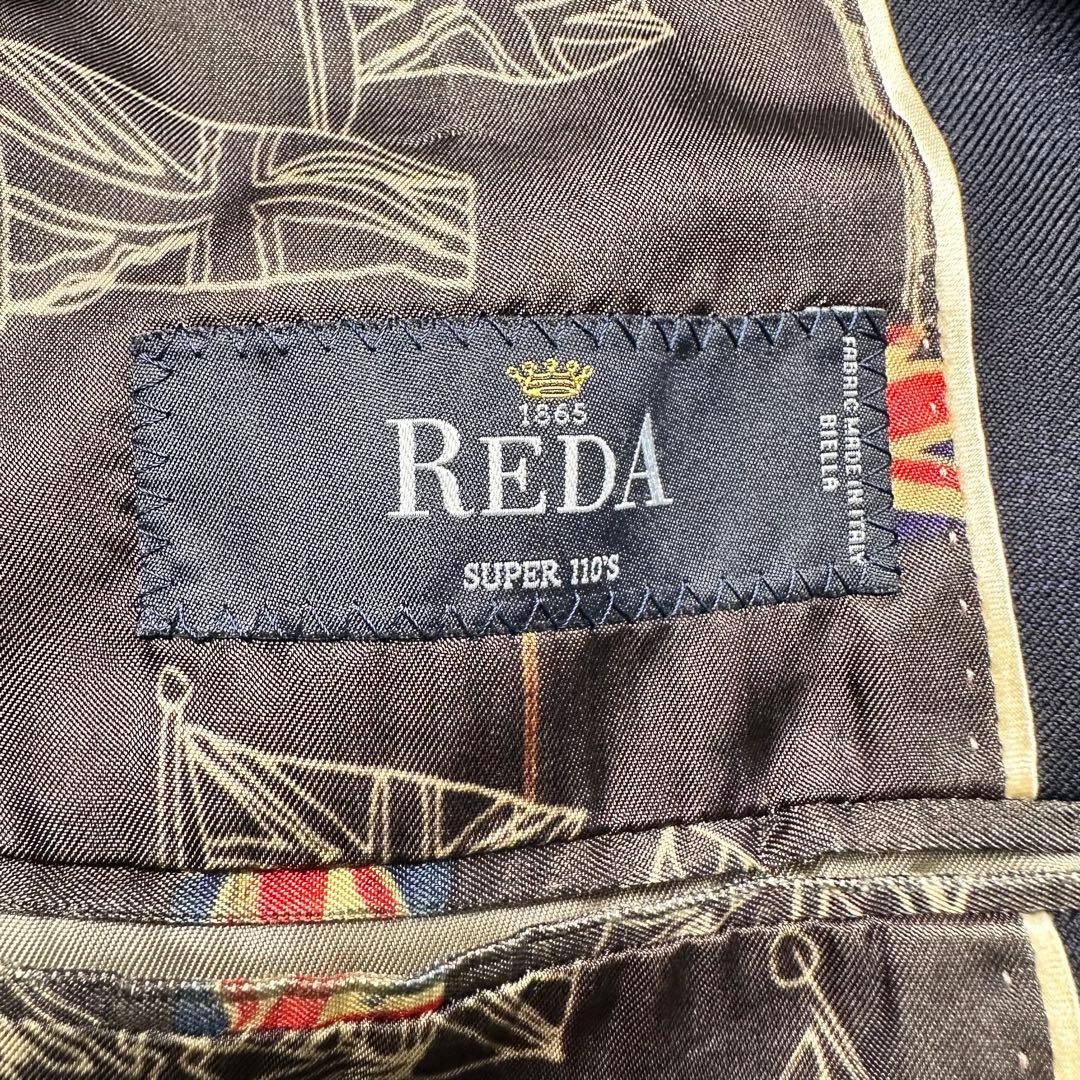 1865
REDA
SUPER 110'S
FABRIC MADE IN ITALY
BIELLA